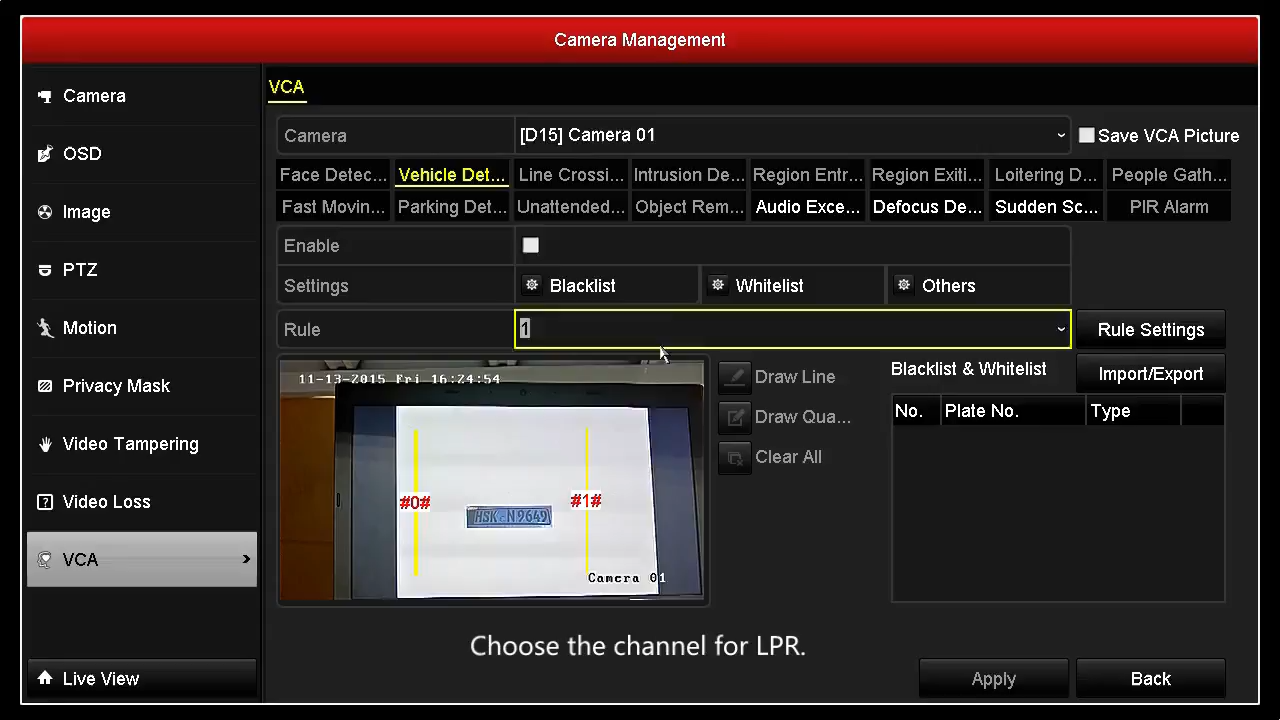 Camera Management
Camera
OSD
Image
PTZ
Motion
Privacy Mask
Video Tampering
Video Loss
VCA
Live View
VCA
Camera [D15] Camera 01 Save VCA Picture
Face Detec... Vehicle Det... Line Crossi... Intrusion De... Region Entr... Region Exiti... Loitering D... People Gath...
Fast Movin... Parking Det... Unattended... Object Rem... Audio Exce... Defocus De... Sudden Sc... PIR Alarm
Enable
Settings Blacklist Whitelist Others
Rule 1 Rule Settings
11-13-2015 Fri 16:24:54
#0# #1#
HSK-N9649
Camera 01
Draw Line
Draw Qua...
Clear All
Blacklist & Whitelist Import/Export
No. Plate No. Type
Choose the channel for LPR.
Apply Back